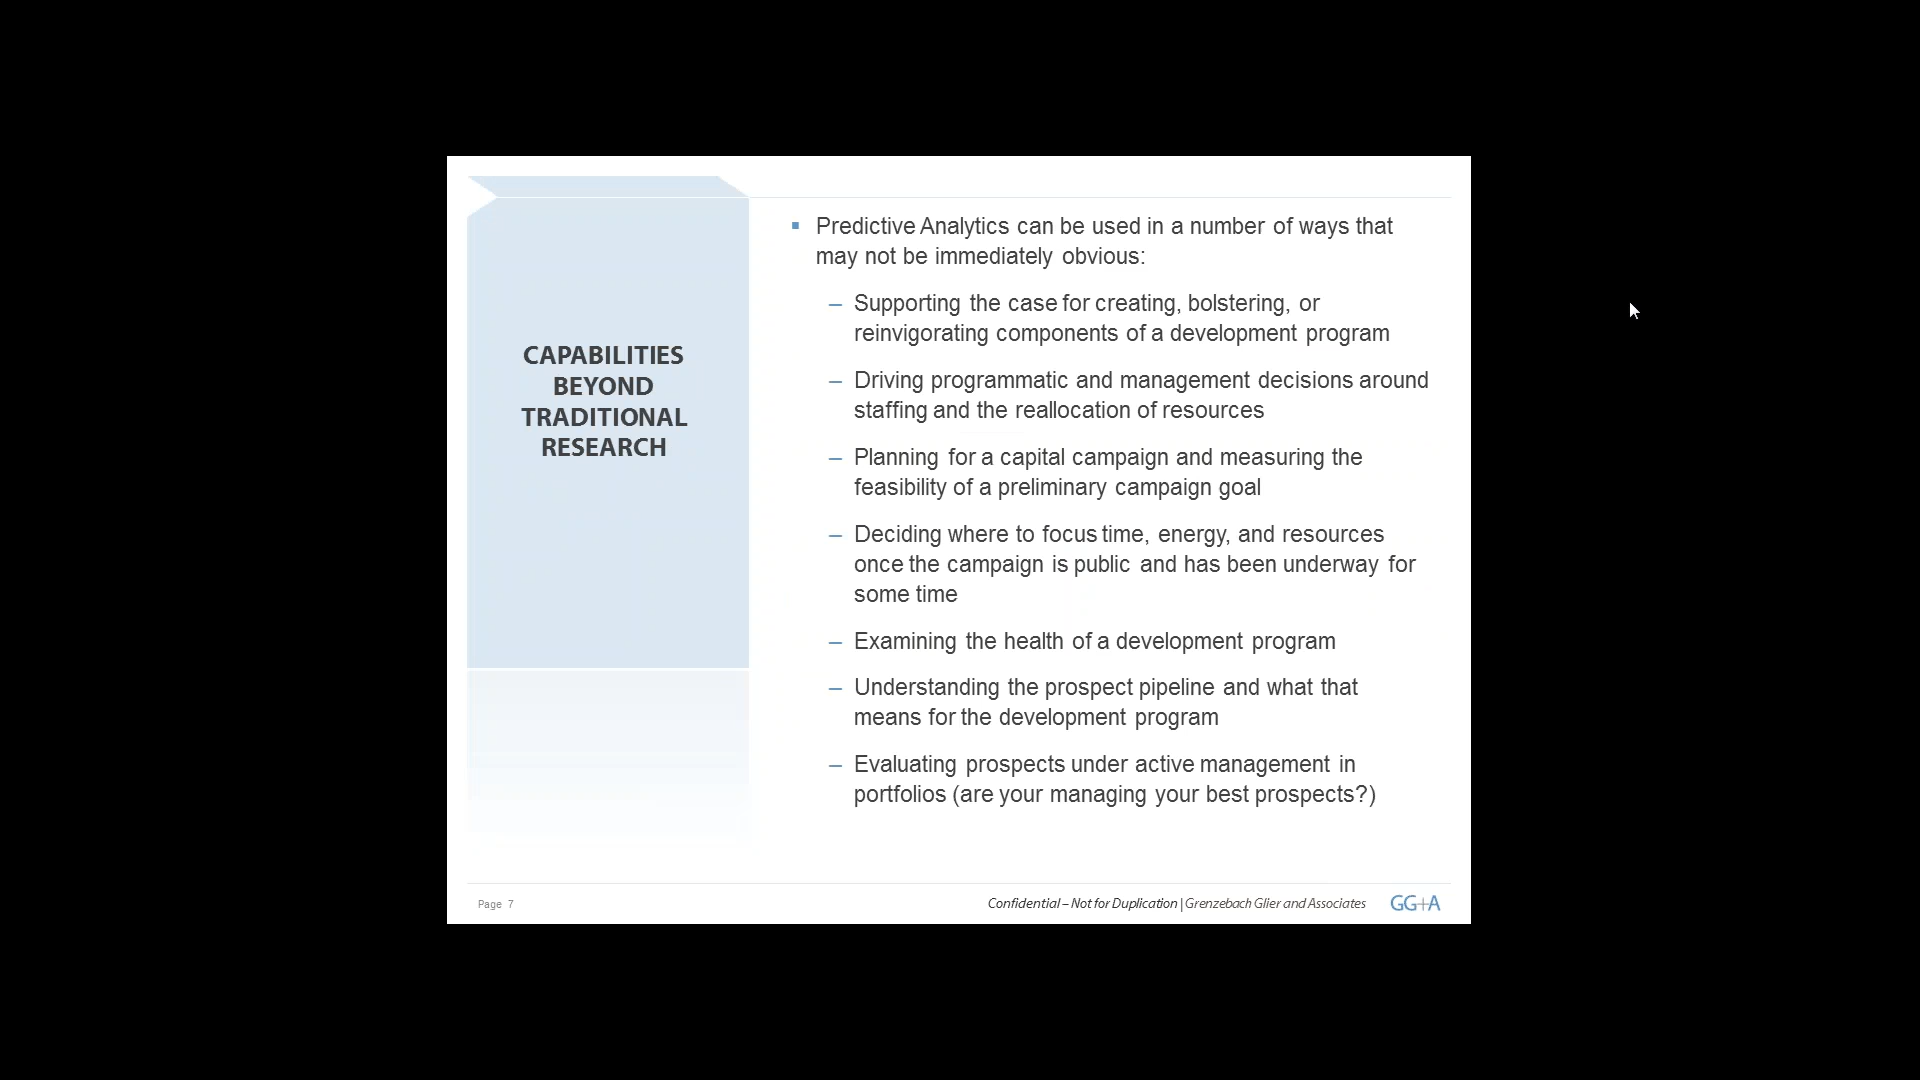 CAPABILITIES
BEYOND
TRADITIONAL
RESEARCH
▪ Predictive Analytics can be used in a number of ways that
may not be immediately obvious:
– Supporting the case for creating, bolstering, or
reinvigorating components of a development program
– Driving programmatic and management decisions around
staffing and the reallocation of resources
– Planning for a capital campaign and measuring the
feasibility of a preliminary campaign goal
– Deciding where to focus time, energy, and resources
once the campaign is public and has been underway for
some time
– Examining the health of a development program
– Understanding the prospect pipeline and what that
means for the development program
– Evaluating prospects under active management in
portfolios (are your managing your best prospects?)
Page 7
Confidential – Not for Duplication | Grenzebach Glier and Associates
GG+A